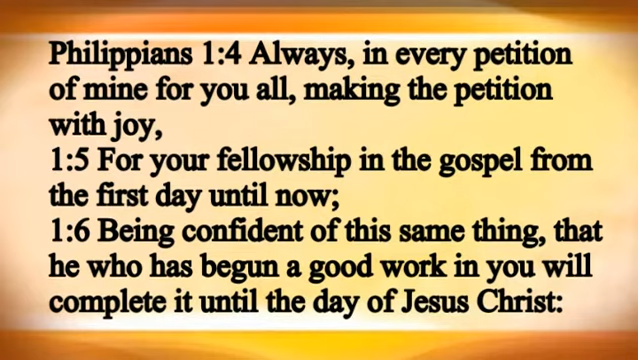 Philippians 1:4 Always, in every petition
of mine for you all, making the petition
with joy,
1:5 For your fellowship in the gospel from
the first day until now;
1:6 Being confident of this same thing, that
he who has begun a good work in you will
complete it until the day of Jesus Christ: